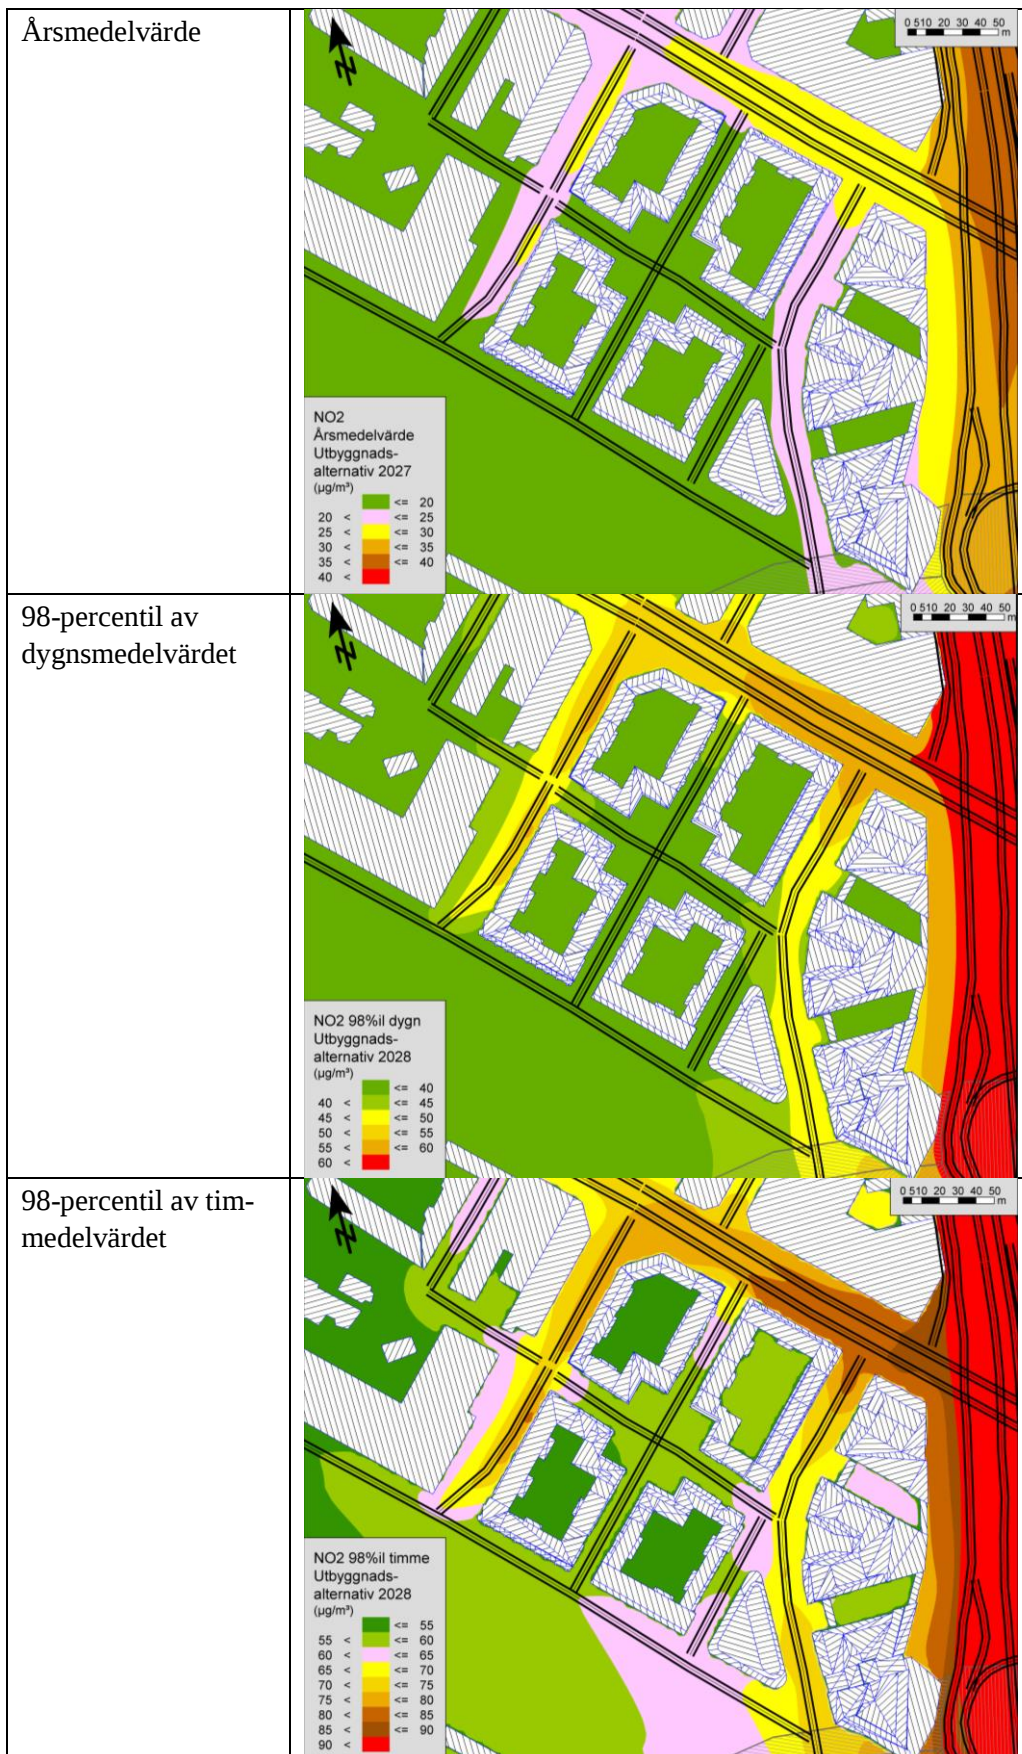 Årsmedelvärde
0 5 10 20 30 40 50
m
NO2
Årsmedelvärde
Utbyggnads-
alternativ 2027
(µg/m³)
<= 20
20 < <= 25
25 < <= 30
30 < <= 35
35 < <= 40
40 <
98-percentil av
dygnsmedelvärdet
0 5 10 20 30 40 50
m
NO2 98%il dygn
Utbyggnads-
alternativ 2028
(µg/m³)
<= 40
40 < <= 45
45 < <= 50
50 < <= 55
55 < <= 60
60 <
98-percentil av tim-
medelvärdet
0 5 10 20 30 40 50
m
NO2 98%il timme
Utbyggnads-
alternativ 2028
(µg/m³)
<= 55
55 < <= 60
60 < <= 65
65 < <= 70
70 < <= 75
75 < <= 80
80 < <= 85
85 < <= 90
90 <